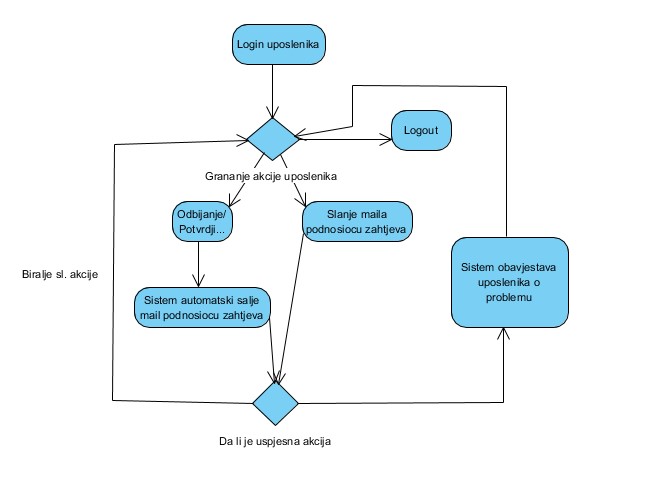 Login uposlenika
Logout
Grananje akcije uposlenika
Odbijanje/
Potvrdji...
Slanje maila
podnosiocu zahtjeva
Biralje sl. akcije
Sistem obavjestava
uposlenika o
problemu
Sistem automatski salje
mail podnosiocu zahtjeva
Da li je uspjesna akcija